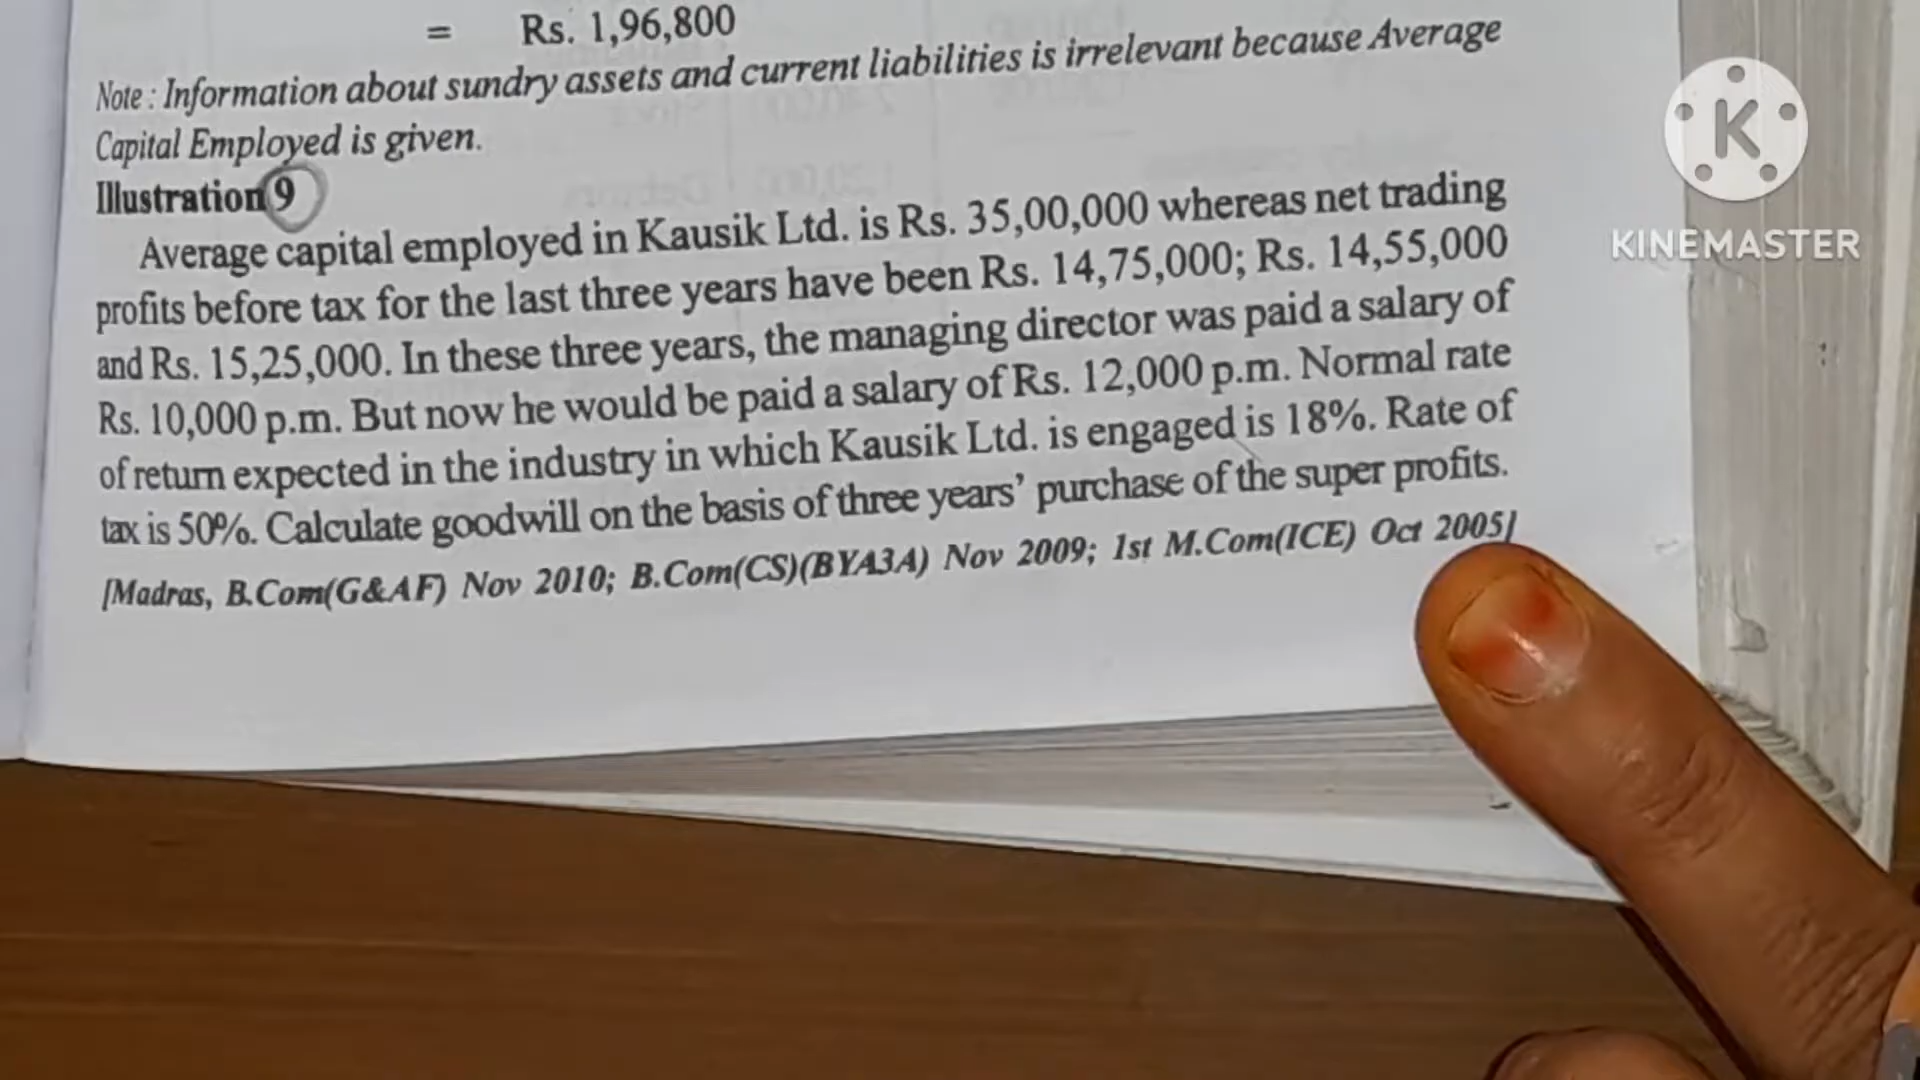 = Rs. 1,96,800
Note : Information about sundry assets and current liabilities is irrelevant because Average
Capital Employed is given.
Illustration 9
Average capital employed in Kausik Ltd. is Rs. 35,00,000 whereas net trading
profits before tax for the last three years have been Rs. 14,75,000; Rs. 14,55,000
and Rs. 15,25,000. In these three years, the managing director was paid a salary of
Rs. 10,000 p.m. But now he would be paid a salary of Rs. 12,000 p.m. Normal rate
of return expected in the industry in which Kausik Ltd. is engaged is 18%. Rate of
tax is 50%. Calculate goodwill on the basis of three years' purchase of the super profits.
[Madras, B.Com(G&AF) Nov 2010; B.Com(CS)(BYA3A) Nov 2009; 1st M.Com(ICE) Oct 2005]
K
KINEMASTER